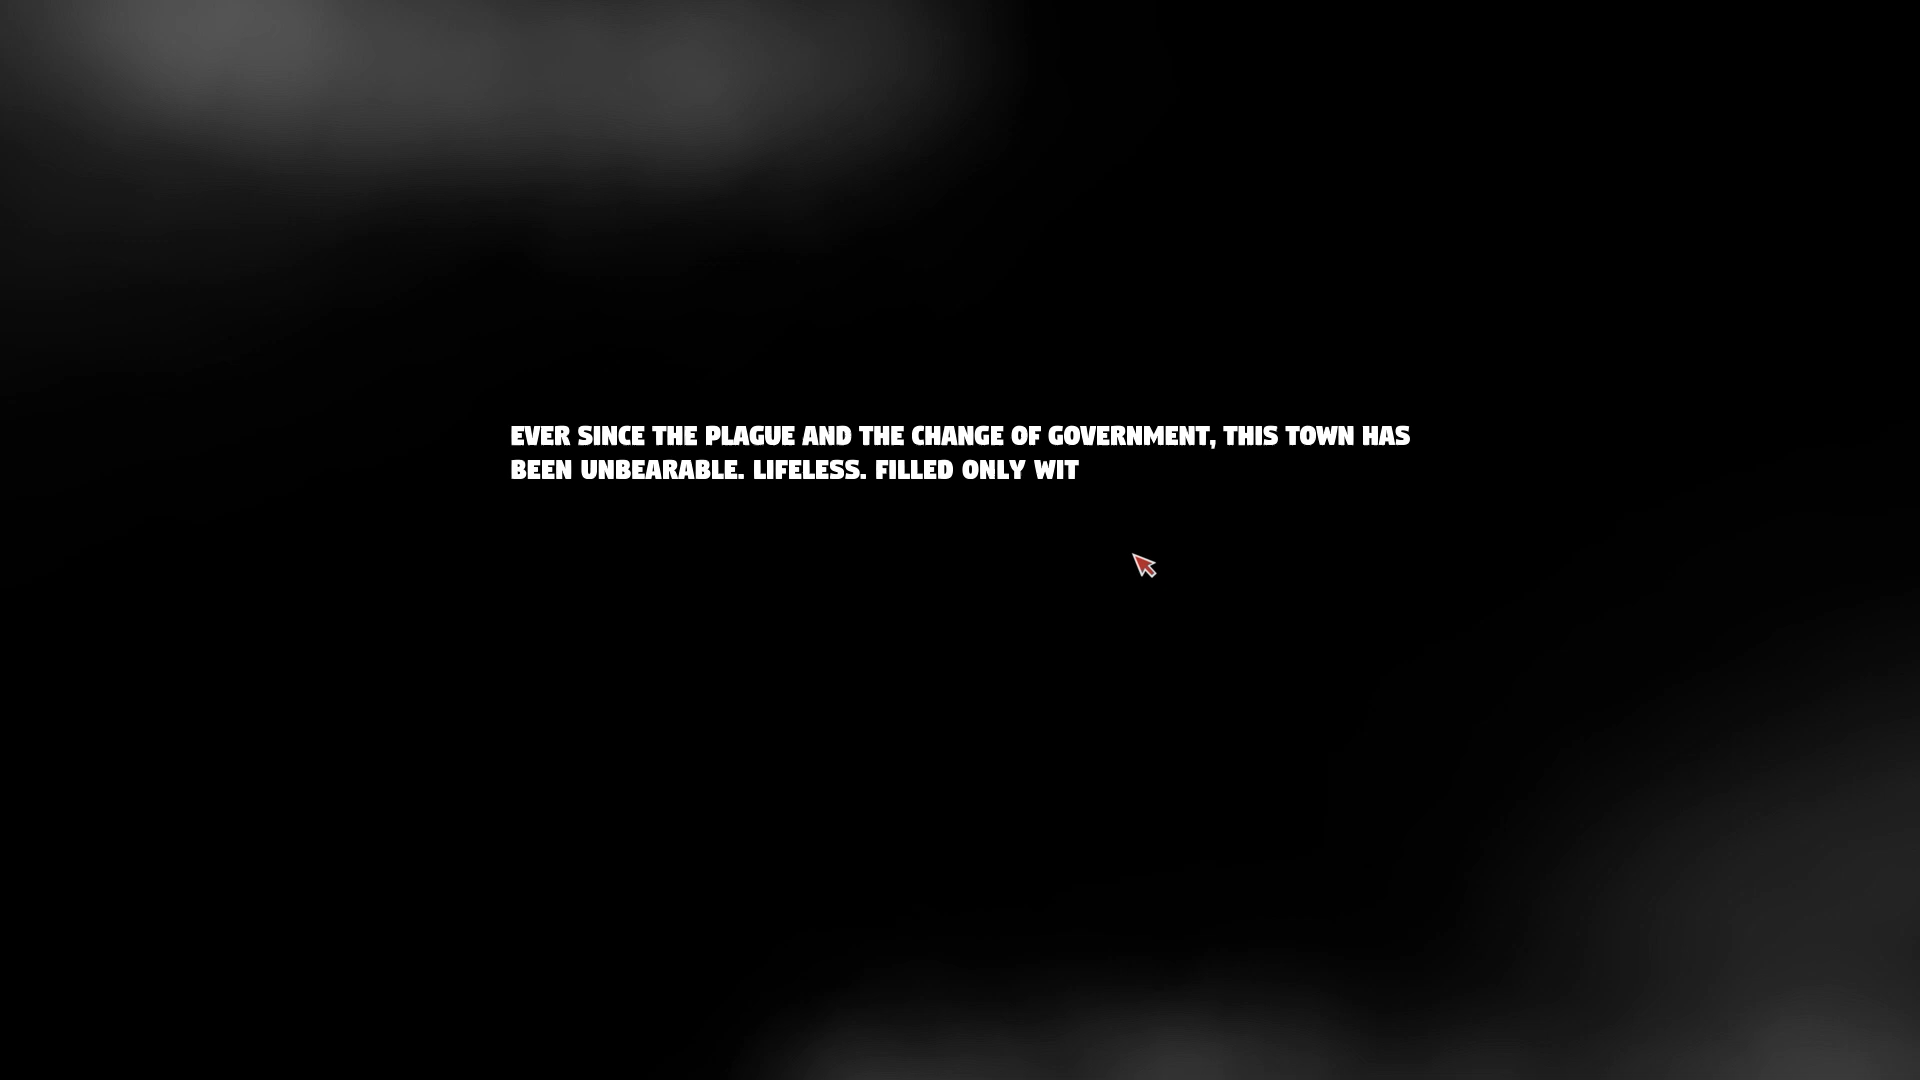 EVER SINCE THE PLAGUE AND THE CHANGE OF GOVERNMENT, THIS TOWN HAS
BEEN UNBEARABLE. LIFELESS. FILLED ONLY WIT